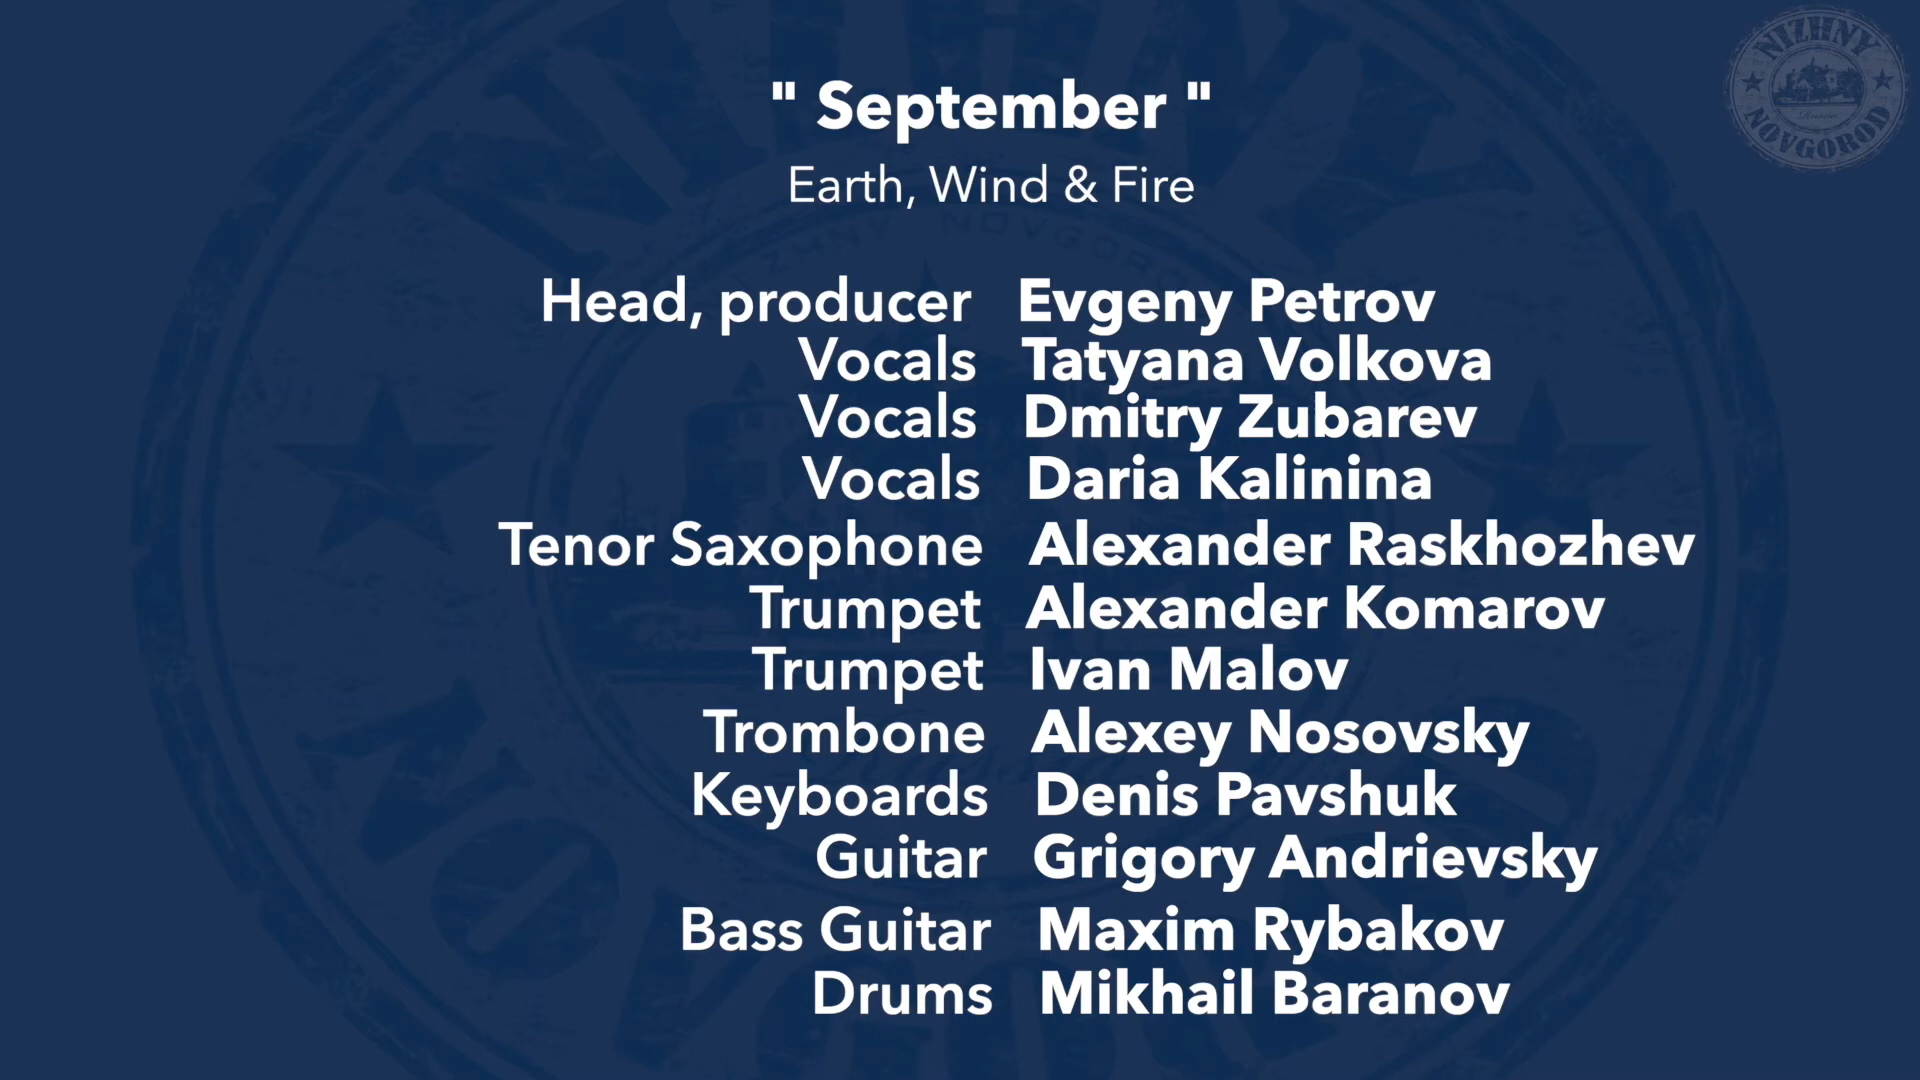 " September "
Earth, Wind & Fire
Head, producer Evgeny Petrov
Vocals Tatyana Volkova
Vocals Dmitry Zubarev
Vocals Daria Kalinina
Tenor Saxophone Alexander Raskhozhev
Trumpet Alexander Komarov
Trumpet Ivan Malov
Trombone Alexey Nosovsky
Keyboards Denis Pavshuk
Guitar Grigory Andrievsky
Bass Guitar Maxim Rybakov
Drums Mikhail Baranov
NIZHNY
NOVGOROD